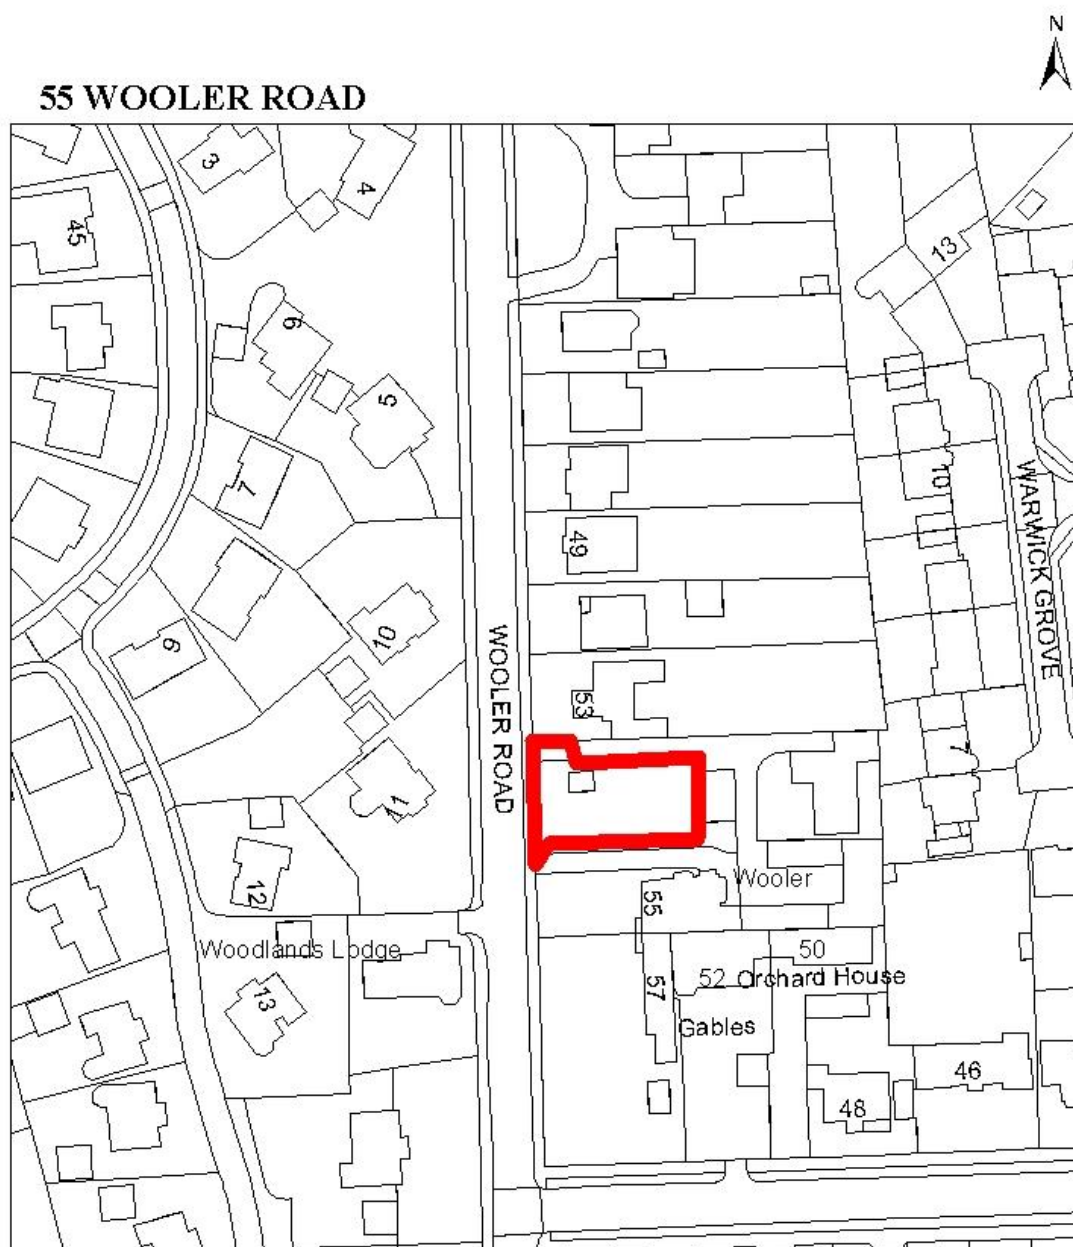 N
55 WOOLER ROAD
3
4
45
13
6
5
10
7
WARWICK GROVE
49
10
9
WOOLER ROAD
53
7
11
12
Wooler
55
Woodlands Lodge
50
57
52 Orchard House
13
Gables
46
48